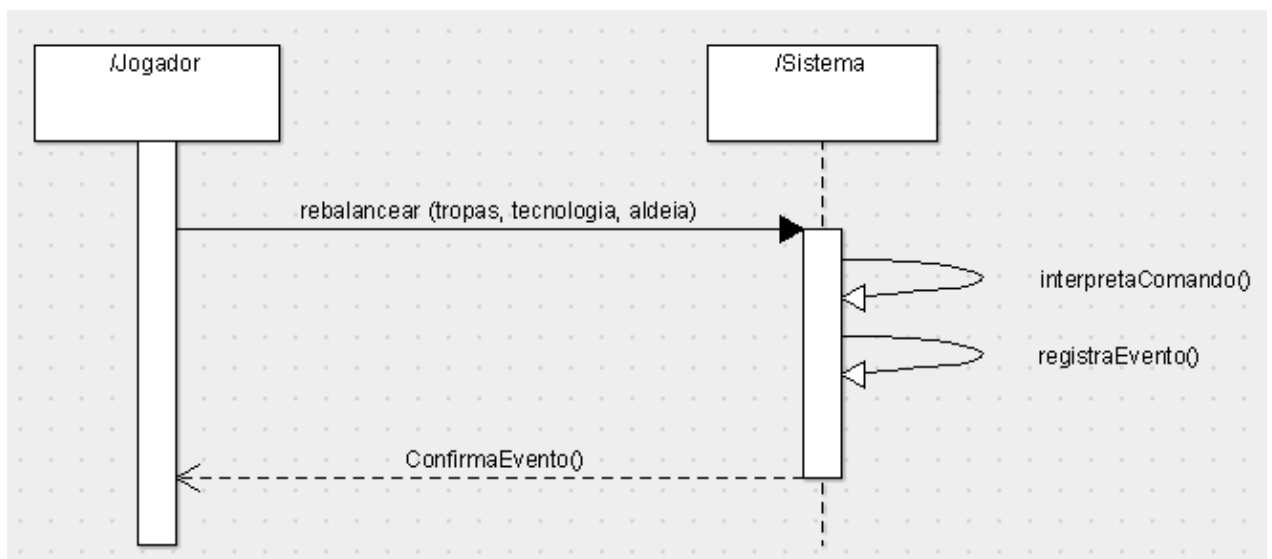 /Jogador
/Sistema
rebalancear (tropas, tecnologia, aldeia)
interpretaComando()
registraEvento()
ConfirmaEvento()